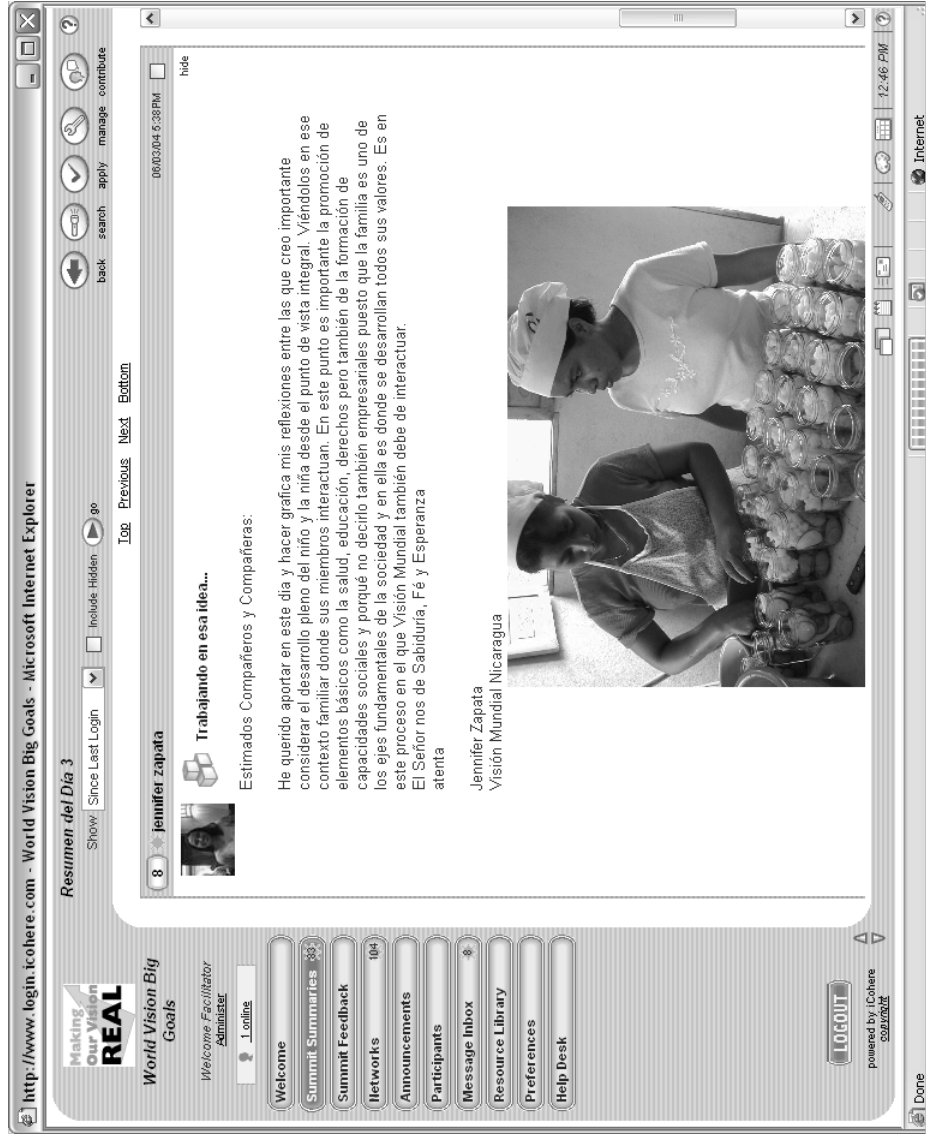 http://www.login.icohere.com - World Vision Big Goals - Microsoft Internet Explorer
Making
Our Vision
REAL
World Vision Big
Goals
Welcome Facilitator
Administer
1 online
Welcome
Summit Summaries 83
Summit Feedback
Networks 104
Announcements
Participants
Message Inbox 8
Resource Library
Preferences
Help Desk
LOGOUT
powered by iCohere
copyright
Resumen del Día 3
Show Since Last Login Include Hidden go
back search apply manage contribute ?
Top Previous Next Bottom
8 jennifer zapata 06/03/04 5:38 PM
hide
Trabajando en esa idea...
Estimados Compañeros y Compañeras:
He querido aportar en este dia y hacer grafica mis reflexiones entre las que creo importante
considerar el desarrollo pleno del niño y la niña desde el punto de vista integral. Viéndolos en ese
contexto familiar donde sus miembros interactuan. En este punto es importante la promoción de
elementos básicos como la salud, educación, derechos pero también de la formación de
capacidades sociales y porqué no decirlo también empresariales puesto que la familia es uno de
los ejes fundamentales de la sociedad y en ella es donde se desarrollan todos sus valores. Es en
este proceso en el que Visión Mundial también debe de interactuar.
El Señor nos de Sabiduría, Fé y Esperanza
atenta
Jennifer Zapata
Visión Mundial Nicaragua
12:46 PM ?
Done
Internet